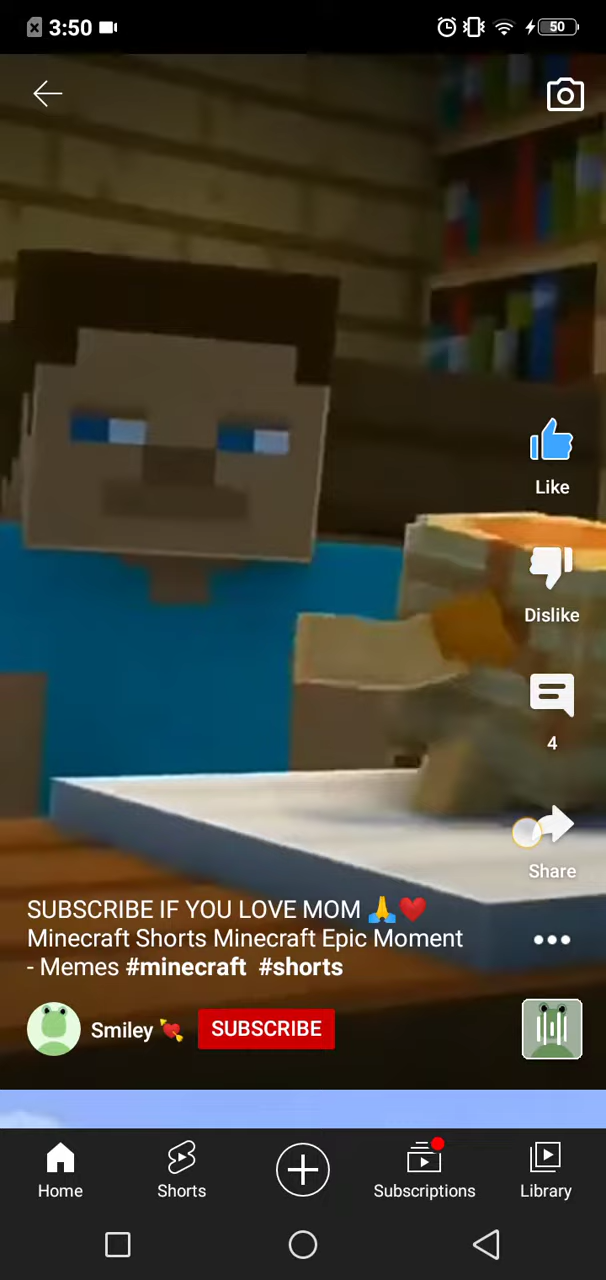 3:50
50
Like
Dislike
4
Share
SUBSCRIBE IF YOU LOVE MOM 🙏❤️
Minecraft Shorts Minecraft Epic Moment
- Memes #minecraft #shorts
Smiley 💘 SUBSCRIBE
Home Shorts Subscriptions Library